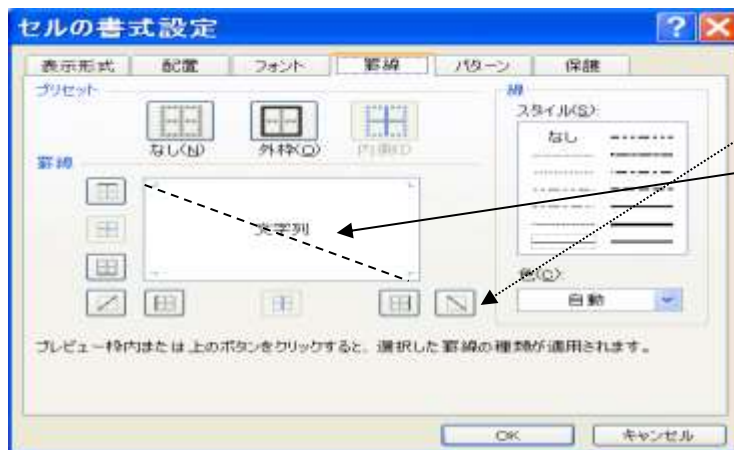 セルの書式設定
表示形式 配置 フォント 罫線 パターン 保護
プリセット
なし(N) 外枠(O) 内側(I)
罫線
文字列
線
スタイル(S):
なし
色(C):
自動
プレビュー枠内または上のボタンをクリックすると、選択した罫線の種類が適用されます。
OK キャンセル